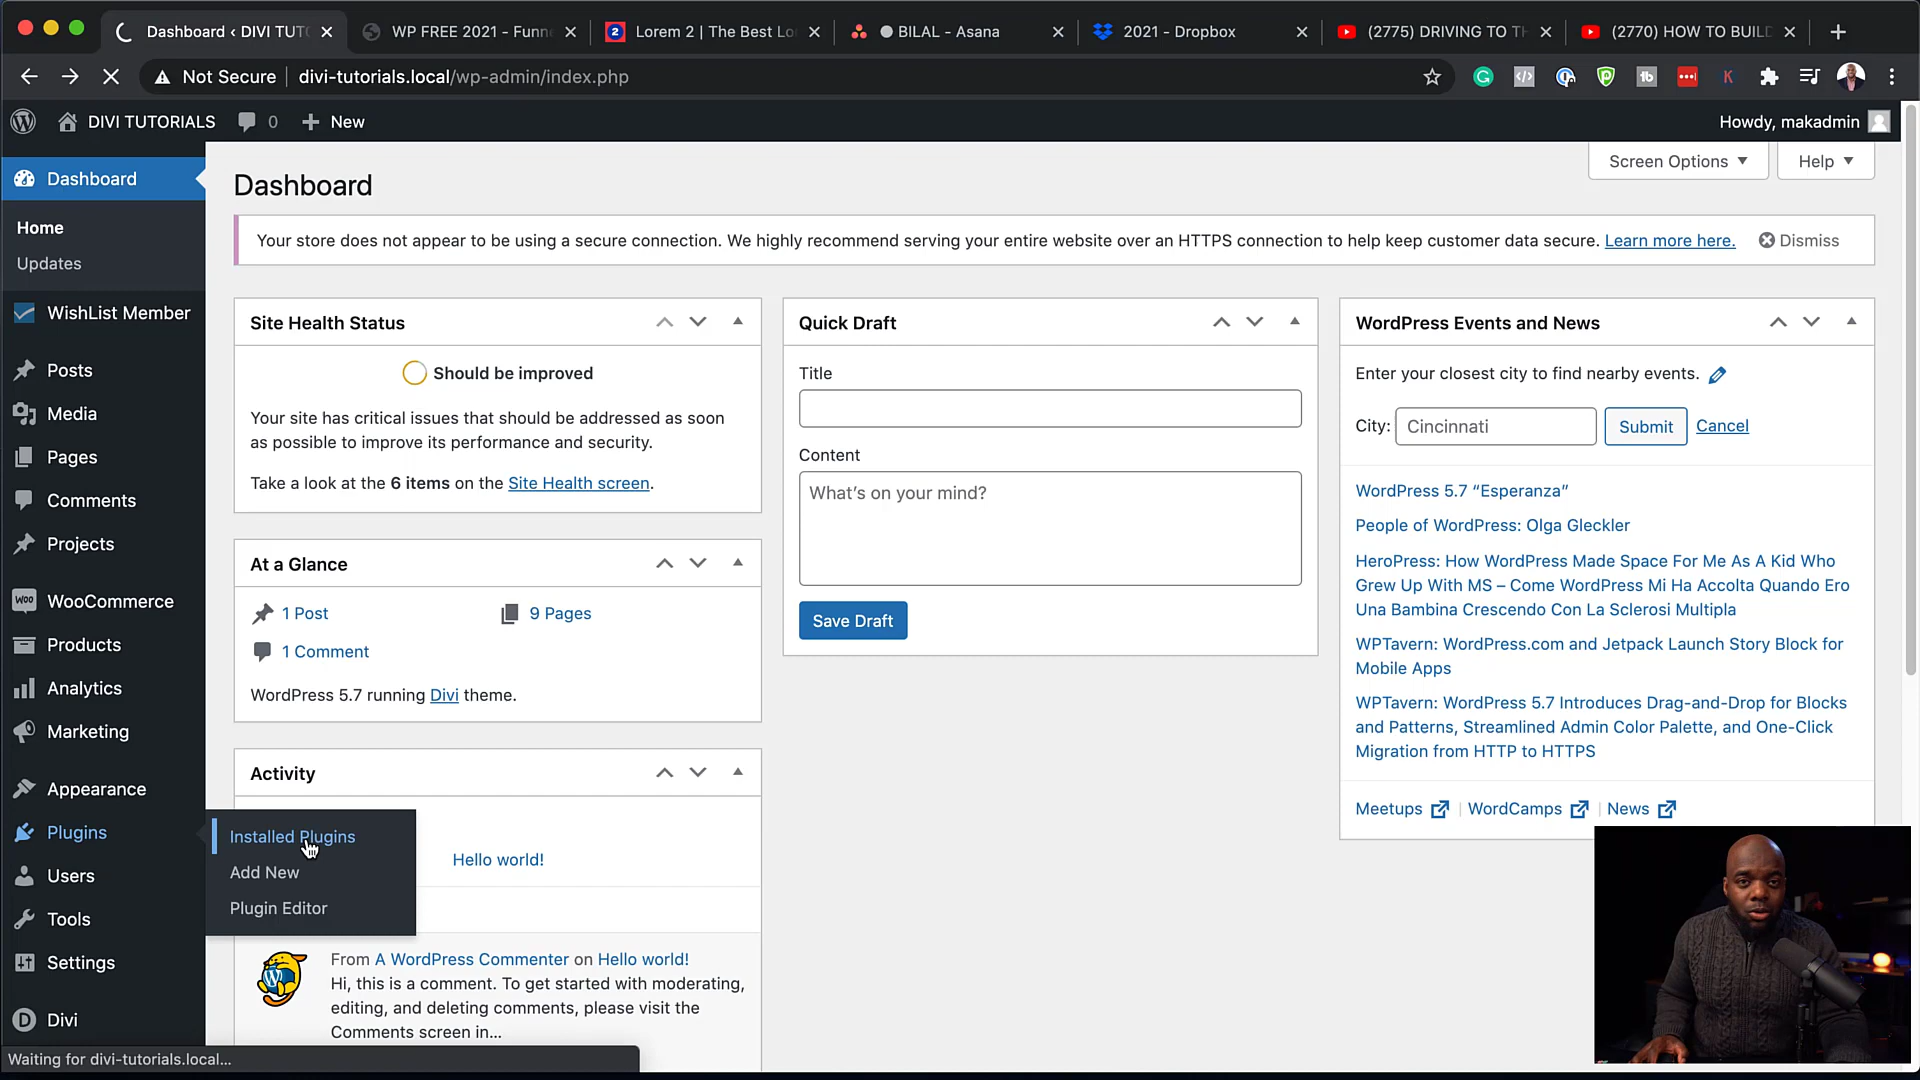 Dashboard ‹ DIVI TUT
WP FREE 2021 - Funne
2 Lorem 2 | The Best Lo
BILAL - Asana
2021 - Dropbox
(2775) DRIVING TO TH
(2770) HOW TO BUILD
Not Secure
divi-tutorials.local/wp-admin/index.php
DIVI TUTORIALS
0
New
Howdy, makadmin
Dashboard
Home
Updates
WishList Member
Posts
Media
Pages
Comments
Projects
WooCommerce
Products
Analytics
Marketing
Appearance
Plugins
Users
Tools
Settings
Divi
Installed Plugins
Add New
Plugin Editor
Screen Options
Help
Dashboard
Your store does not appear to be using a secure connection. We highly recommend serving your entire website over an HTTPS connection to help keep customer data secure. Learn more here.
Dismiss
Site Health Status
Should be improved
Your site has critical issues that should be addressed as soon
as possible to improve its performance and security.
Take a look at the 6 items on the Site Health screen.
At a Glance
1 Post
9 Pages
1 Comment
WordPress 5.7 running Divi theme.
Activity
Hello world!
From A WordPress Commenter on Hello world!
Hi, this is a comment. To get started with moderating,
editing, and deleting comments, please visit the
Comments screen in...
Quick Draft
Title
Content
What's on your mind?
Save Draft
WordPress Events and News
Enter your closest city to find nearby events.
City:
Cincinnati
Submit
Cancel
WordPress 5.7 “Esperanza”
People of WordPress: Olga Gleckler
HeroPress: How WordPress Made Space For Me As A Kid Who
Grew Up With MS – Come WordPress Mi Ha Accolta Quando Ero
Una Bambina Crescendo Con La Sclerosi Multipla
WPTavern: WordPress.com and Jetpack Launch Story Block for
Mobile Apps
WPTavern: WordPress 5.7 Introduces Drag-and-Drop for Blocks
and Patterns, Streamlined Admin Color Palette, and One-Click
Migration from HTTP to HTTPS
Meetups
WordCamps
News
Waiting for divi-tutorials.local...